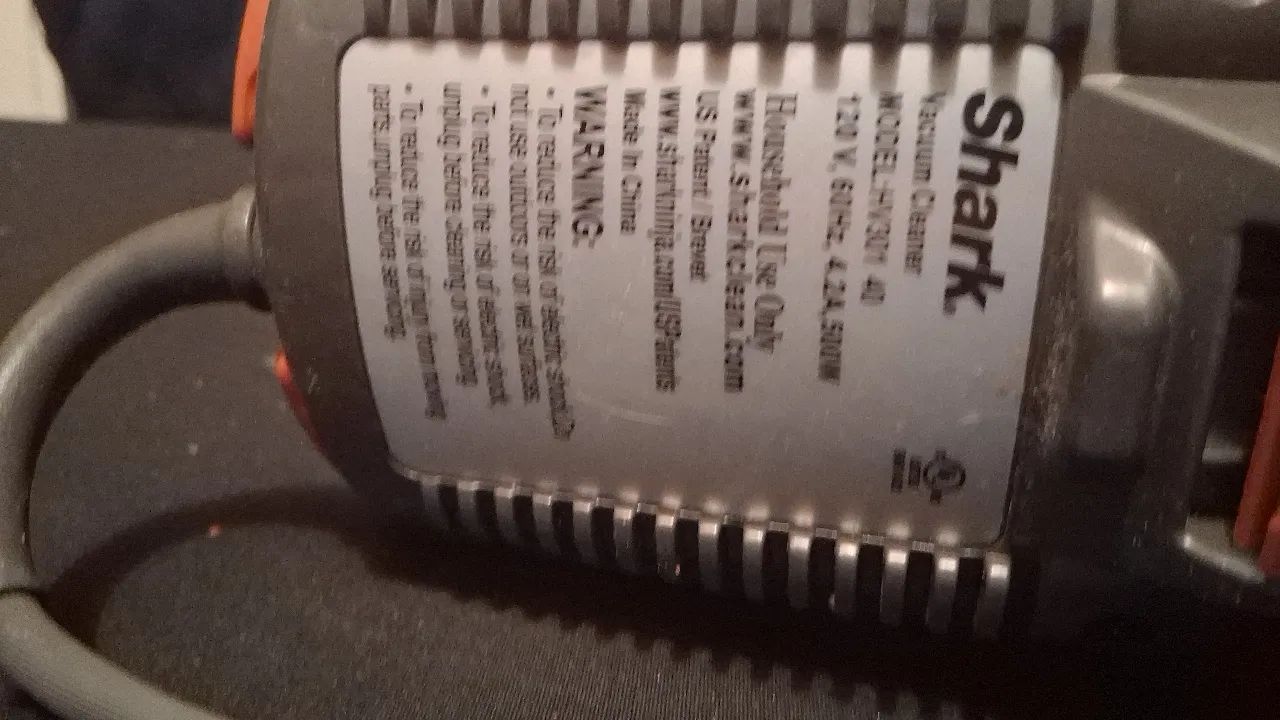 Shark.
Vacuum Cleaner
MODEL: HV301 40
120 V, 60Hz, 4.2A, 500W
Household Use Only
www.sharkclean.com
US Patent / Brevet
www.sharkninja.com/USPatents
Made In China
WARNING:
• To reduce the risk of electric shock Do
not use outdoors or on wet surfaces.
• To reduce the risk of electric shock,
unplug before cleaning or servicing.
• To reduce the risk of injury from moving
parts, unplug before servicing.